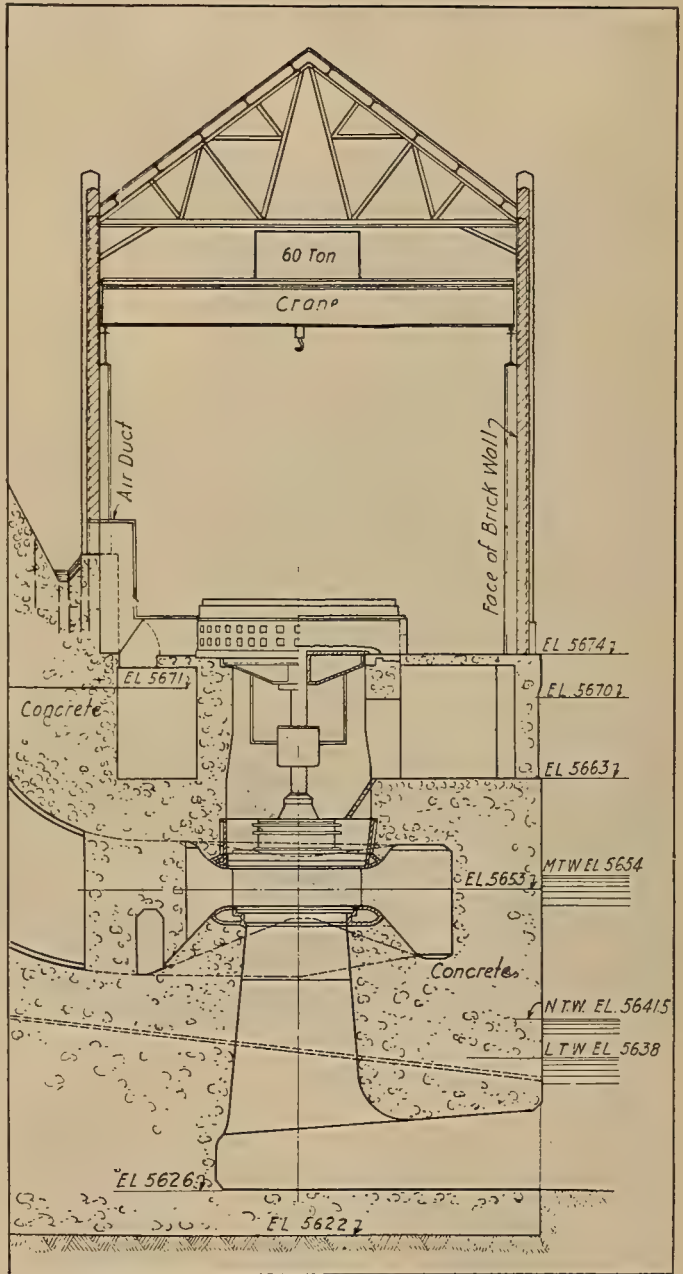 60 Ton
Crane
Air Duct
Face of Brick Wall
EL 5674
EL 5671
EL 5670
Concrete
EL 5663
MTW EL 5654
EL 5653
Concrete
N T.W. EL. 5641.5
L T W EL 5638
EL 5626
EL 5622